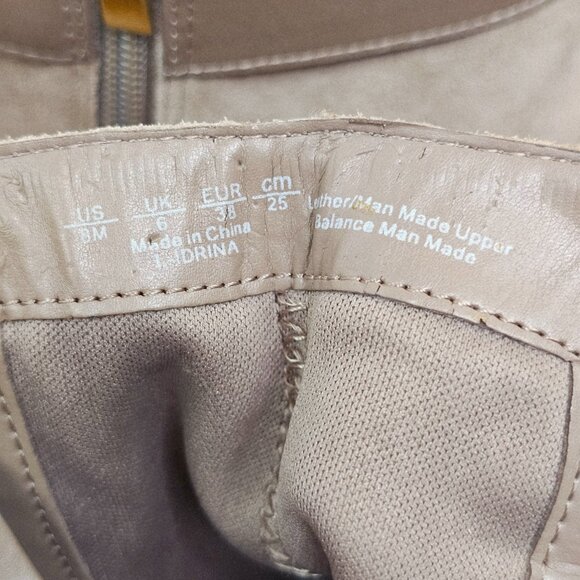 US UK EUR cm
8M 6 38 25
Made in China
Leather/Man Made Upper
Balance Man Made